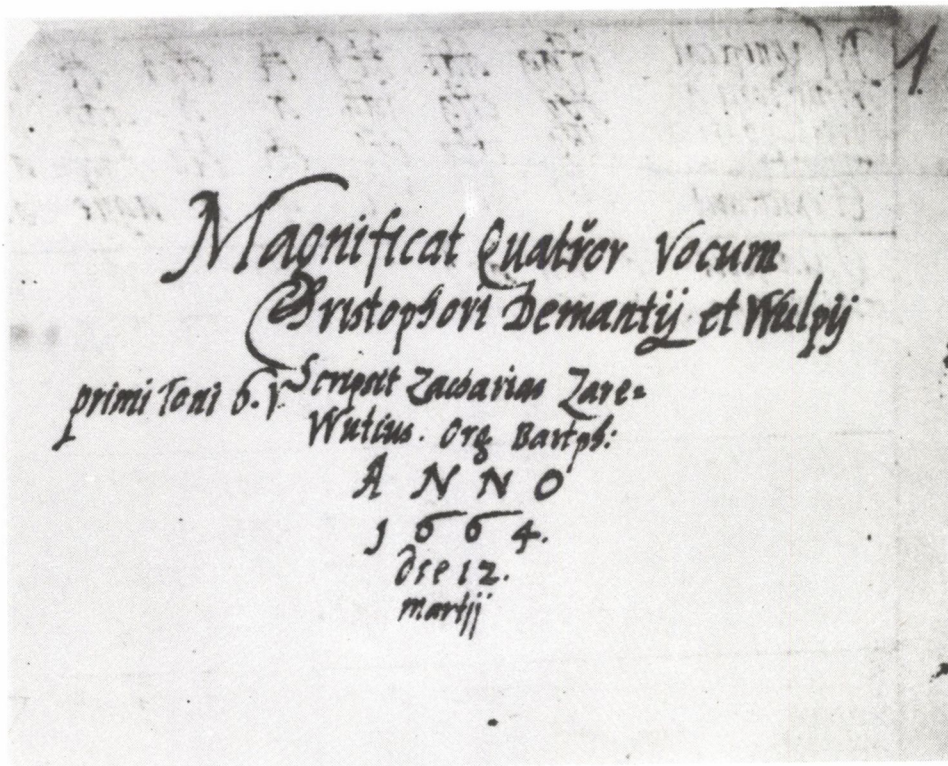 1
Magnificat Quatŭor Vocum
Christophori Demantij et Wulpij
primi Toni 6. v Scripsit Zacharias Zare=
Wutius. Org Bartph:
ANNO
1664.
Die 12.
martij